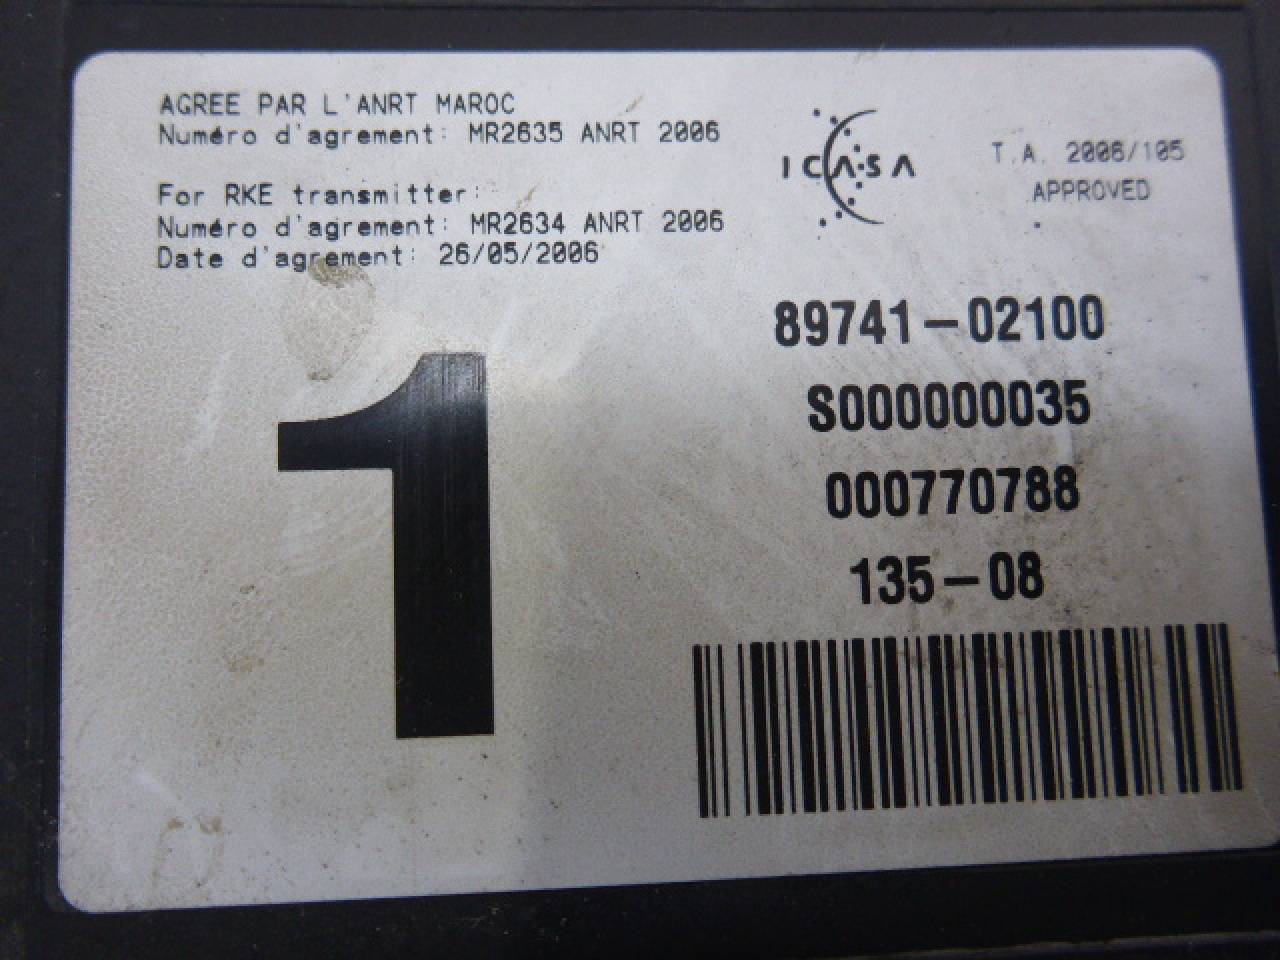 AGREE PAR L'ANRT MAROC
Numéro d'agrement: MR2635 ANRT 2006
For RKE transmitter:
Numéro d'agrement: MR2634 ANRT 2006
Date d'agrement: 26/05/2006
ICASA
T.A. 2006/105
APPROVED
1
89741-02100
S000000035
000770788
135-08